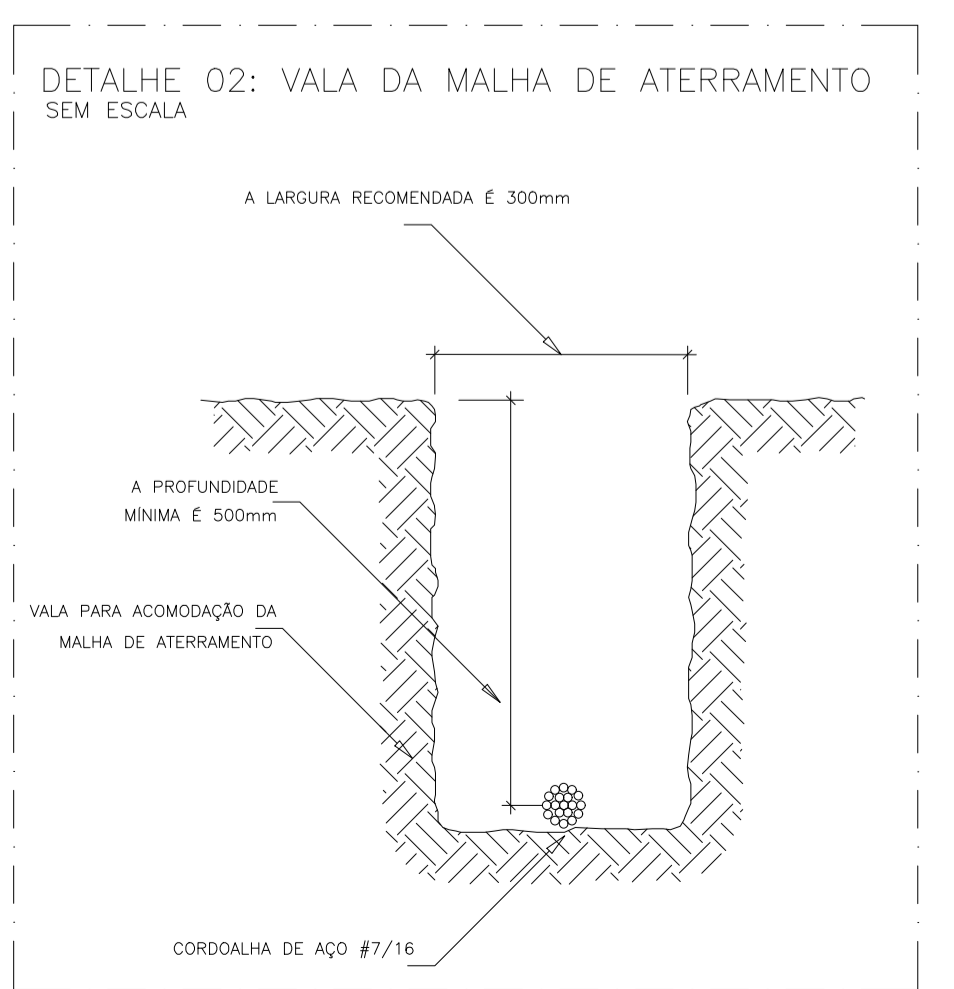 DETALHE 02: VALA DA MALHA DE ATERRAMENTO
SEM ESCALA
A LARGURA RECOMENDADA É 300mm
A PROFUNDIDADE
MÍNIMA É 500mm
VALA PARA ACOMODAÇÃO DA
MALHA DE ATERRAMENTO
CORDOALHA DE AÇO #7/16